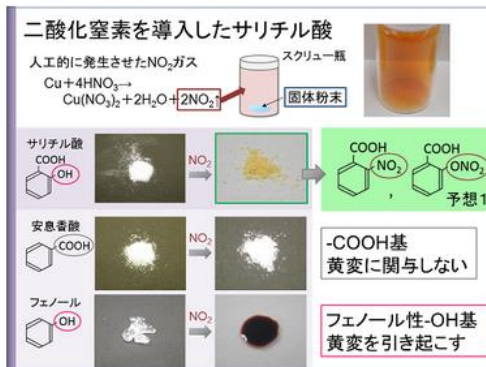 二酸化窒素を導入したサリチル酸
人工的に発生させたNO₂ガス
Cu+4HNO₃→
Cu(NO₃)₂+2H₂O+2NO₂↑
スクリュー瓶
固体粉末
サリチル酸
COOH
OH
NO₂
COOH
NO₂
,
COOH
ONO₂
予想1
安息香酸
COOH
NO₂
-COOH基
黄変に関与しない
フェノール
OH
NO₂
フェノール性-OH基
黄変を引き起こす